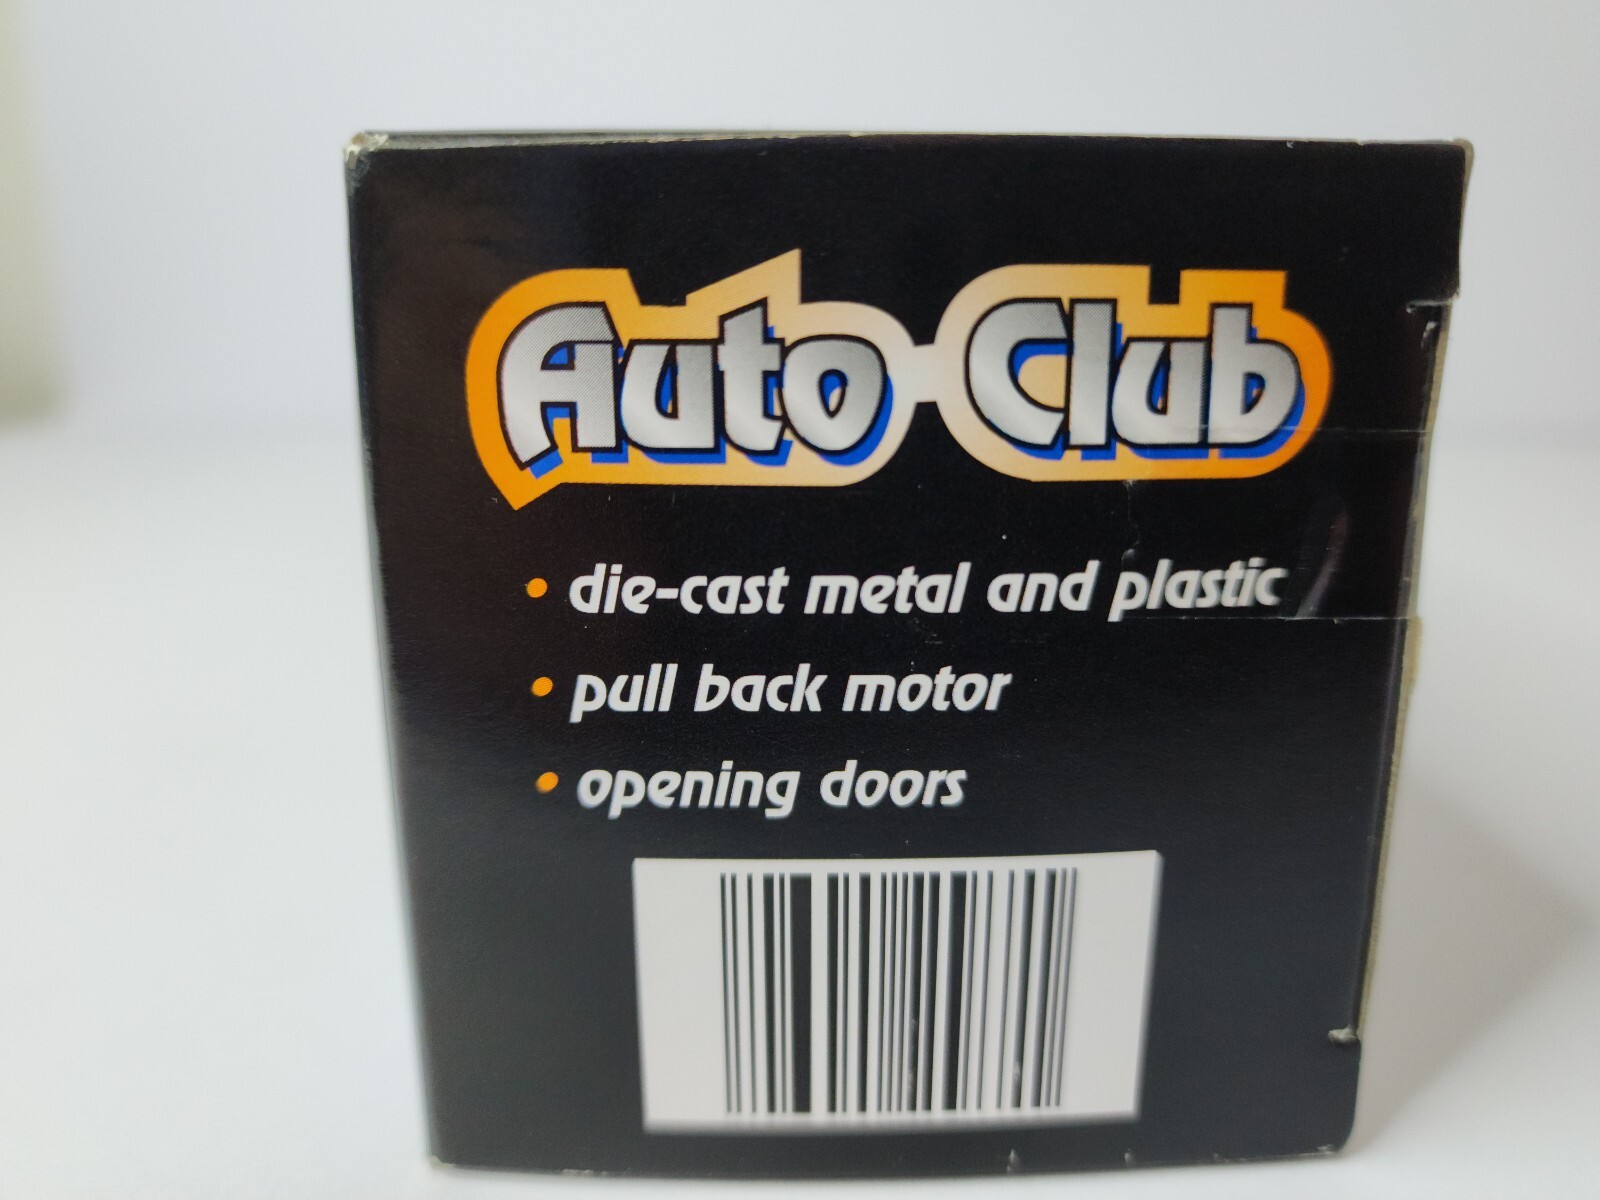 Auto Club
• die-cast metal and plastic
• pull back motor
• opening doors